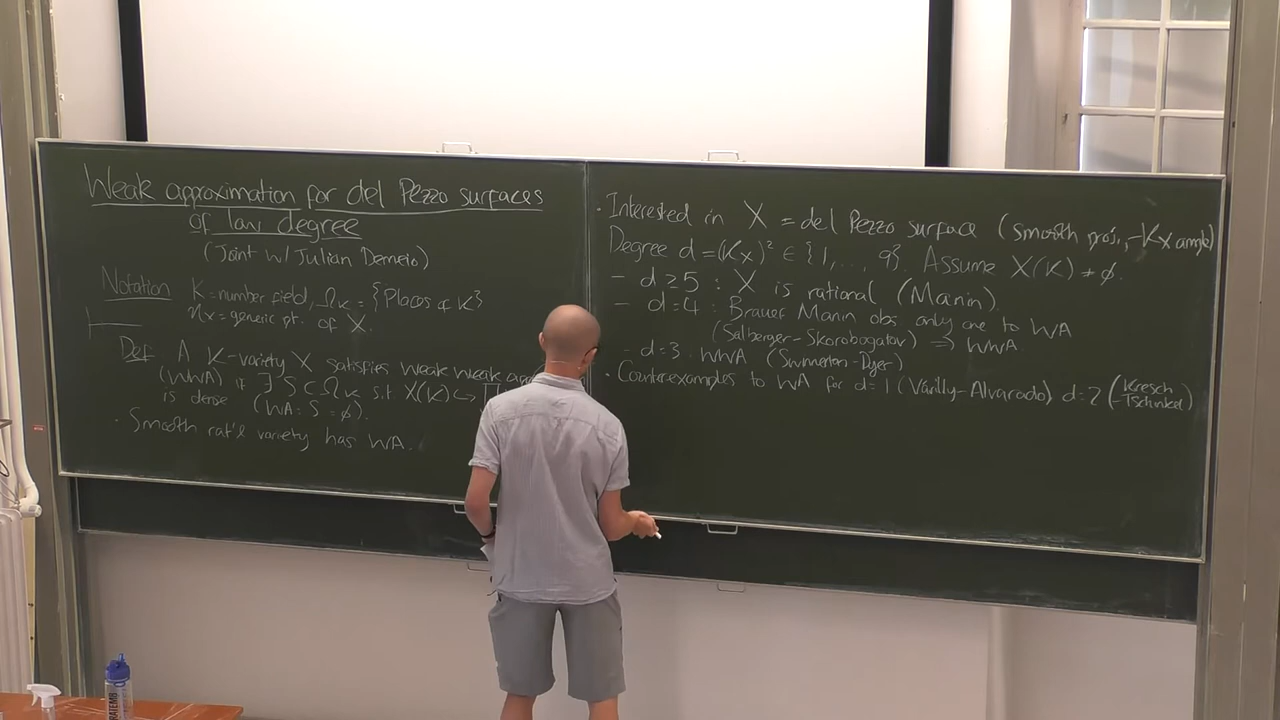 Weak approximation for del Pezzo surfaces
of low degree
(Joint w/ Julian Demeio)
Notation K = number field, Ω_K = {Places of K}
η_X = generic pt. of X.
Def: A K-variety X satisfies weak weak
(WWA) if ∃ S ⊂ Ω_K s.t. X(K) ↪
is dense (WA: S = ∅).
· Smooth rat'l variety has WA.
· Interested in X = del Pezzo surface (smooth proj., -K_X ample)
Degree d = (K_X)² ∈ {1, ..., 9}. Assume X(K) ≠ ∅.
- d ≥ 5 : X is rational (Manin)
- d = 4 : Brauer Manin obs only one to WA
(Salberger-Skorobogatov) ⇒ WWA.
- d = 3. WWA (Swinnerton-Dyer)
· Counterexamples to WA for d = 1 (Várilly-Alvarado) d = 2 (Kresch-Tschinkel)